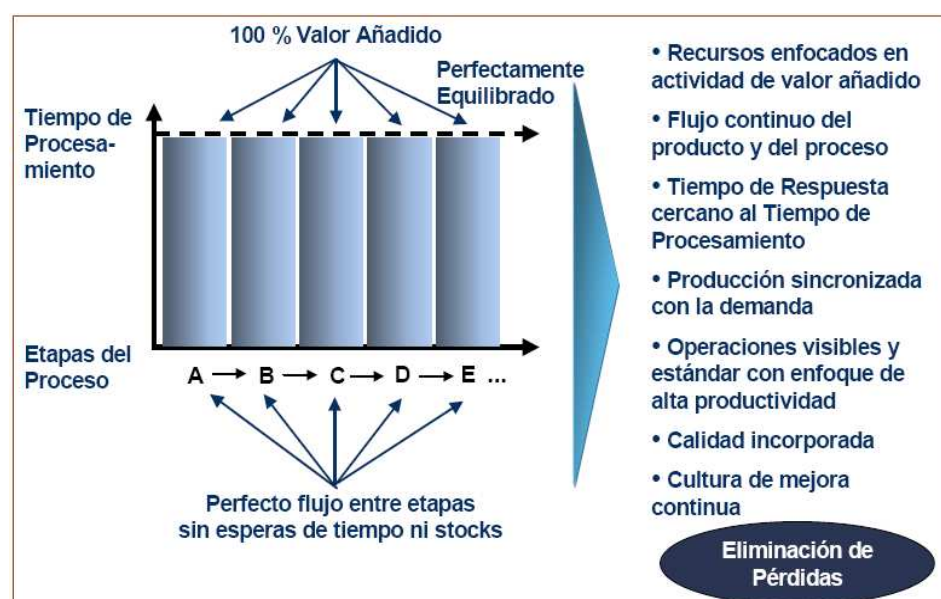 100 % Valor Añadido
Perfectamente
Equilibrado
Tiempo de
Procesa-
miento
Etapas del
Proceso
A → B → C → D → E ...
Perfecto flujo entre etapas
sin esperas de tiempo ni stocks
• Recursos enfocados en
actividad de valor añadido
• Flujo continuo del
producto y del proceso
• Tiempo de Respuesta
cercano al Tiempo de
Procesamiento
• Producción sincronizada
con la demanda
• Operaciones visibles y
estándar con enfoque de
alta productividad
• Calidad incorporada
• Cultura de mejora
continua
Eliminación de
Pérdidas